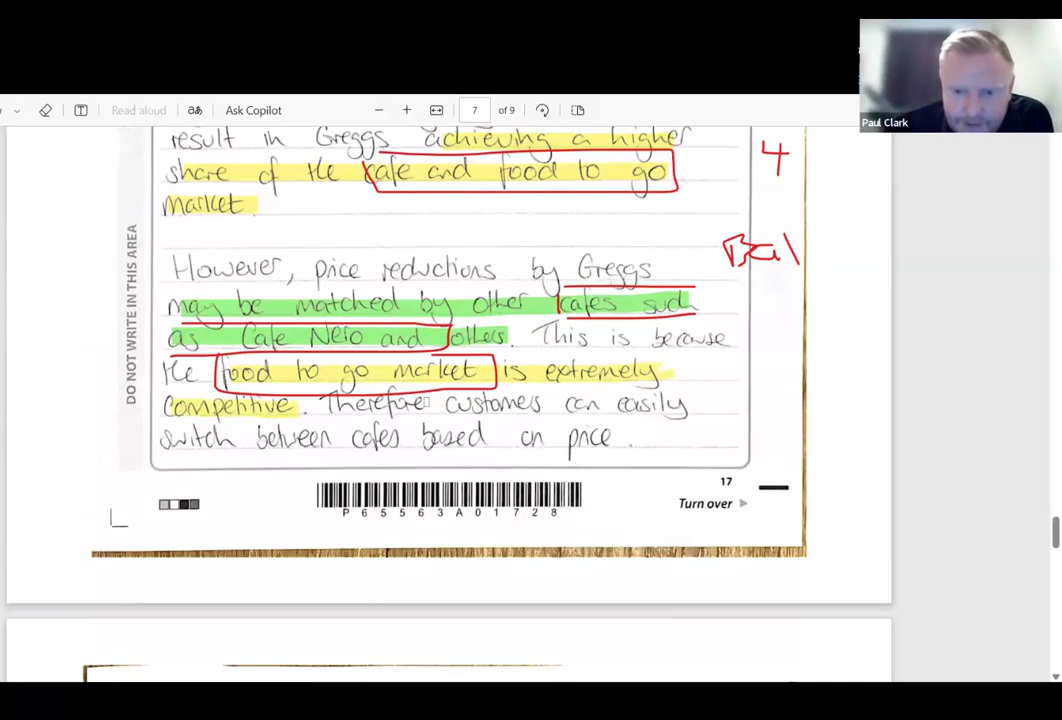 Paul Clark
Read aloud
Ask Copilot
7
of 9
result in Greggs achieving a higher
share of the cafe and food to go
market.
4
However, price reductions by Greggs
Bal
may be matched by other cafes such
as Cafe Nero and others. This is because
the food to go market is extremely
competitive. Therefore customers can easily
switch between cafes based on price.
DO NOT WRITE IN THIS AREA
17
P 6 5 5 6 3 A 0 1 7 2 8
Turn over